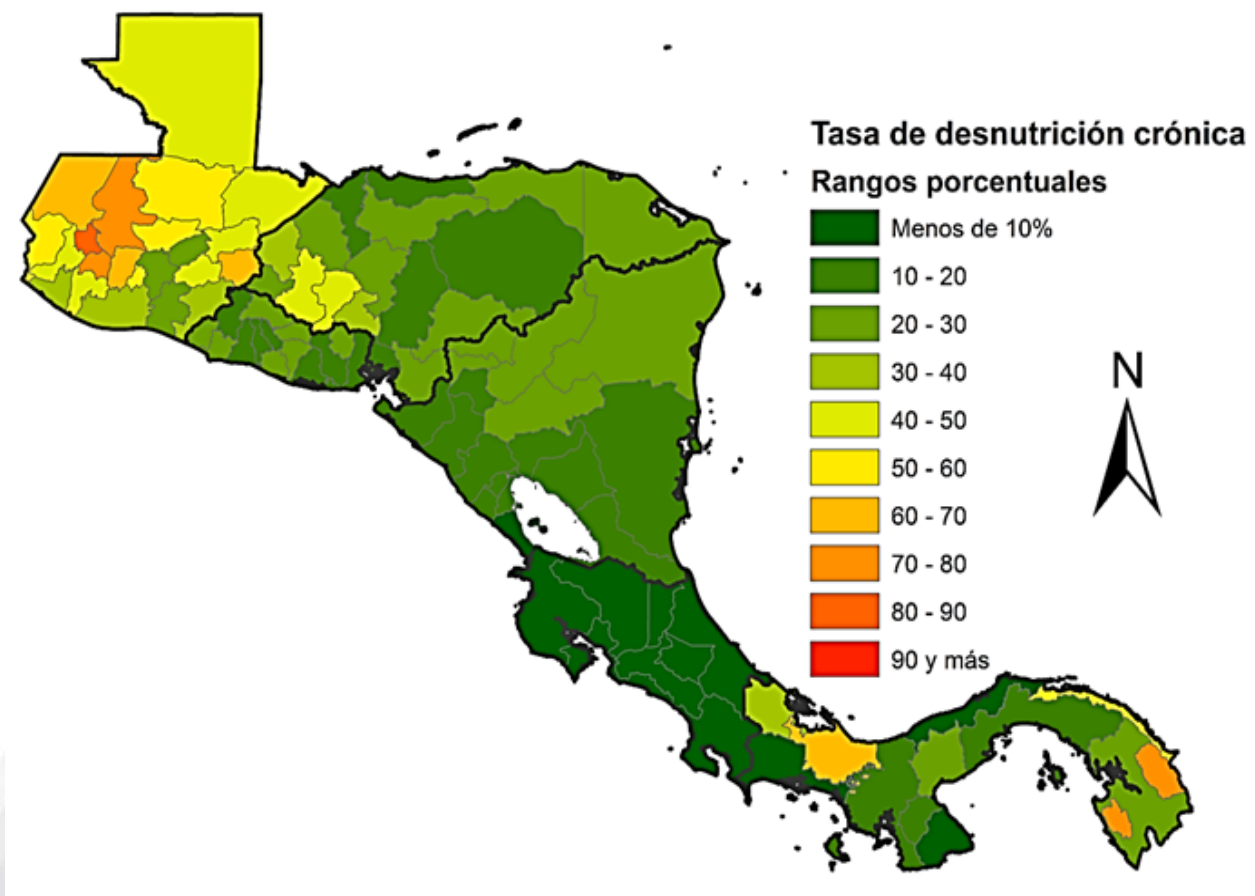 Tasa de desnutrición crónica
Rangos porcentuales
Menos de 10%
10 - 20
20 - 30
30 - 40
40 - 50
50 - 60
60 - 70
70 - 80
80 - 90
90 y más
N